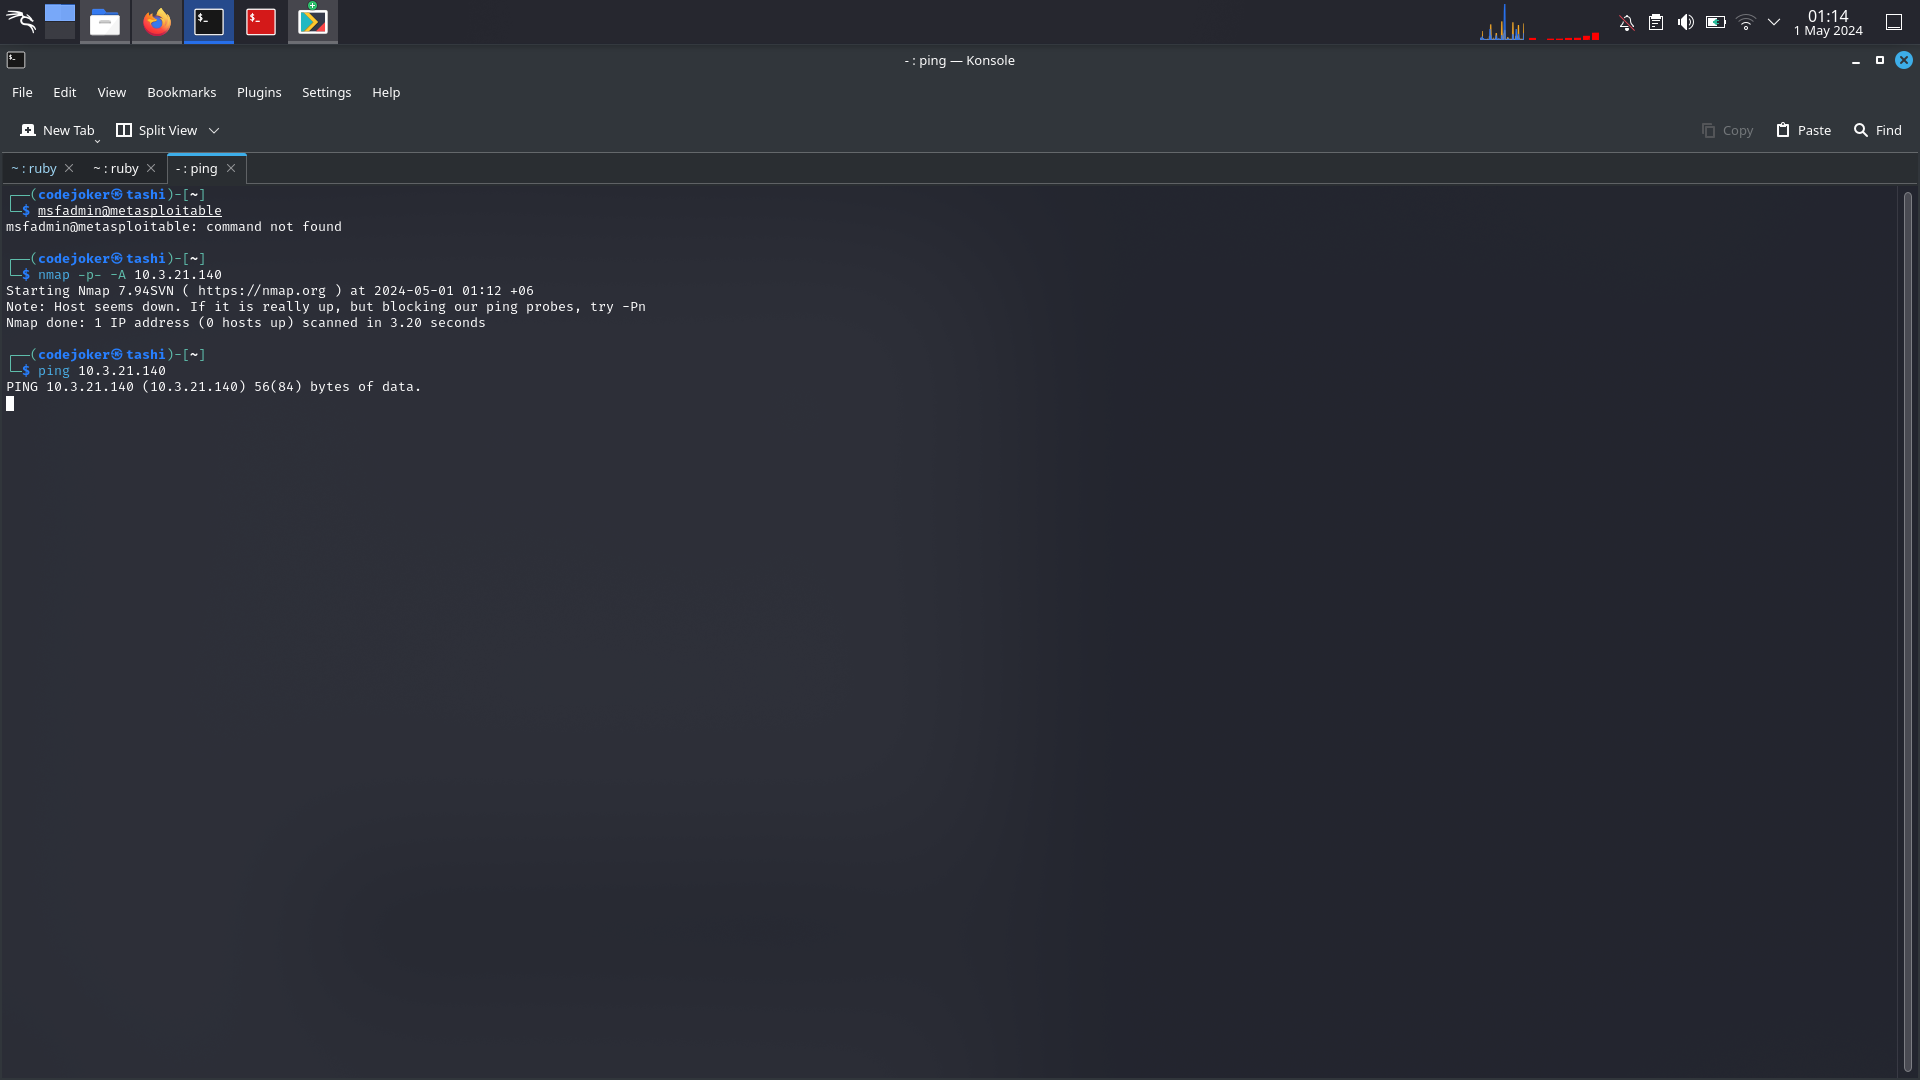 01:14
1 May 2024
- : ping — Konsole
File Edit View Bookmarks Plugins Settings Help
New Tab Split View Copy Paste Find
~ : ruby ~ : ruby - : ping
┌──(codejoker㉿tashi)-[~]
└─$ msfadmin@metasploitable
msfadmin@metasploitable: command not found
┌──(codejoker㉿tashi)-[~]
└─$ nmap -p- -A 10.3.21.140
Starting Nmap 7.94SVN ( https://nmap.org ) at 2024-05-01 01:12 +06
Note: Host seems down. If it is really up, but blocking our ping probes, try -Pn
Nmap done: 1 IP address (0 hosts up) scanned in 3.20 seconds
┌──(codejoker㉿tashi)-[~]
└─$ ping 10.3.21.140
PING 10.3.21.140 (10.3.21.140) 56(84) bytes of data.